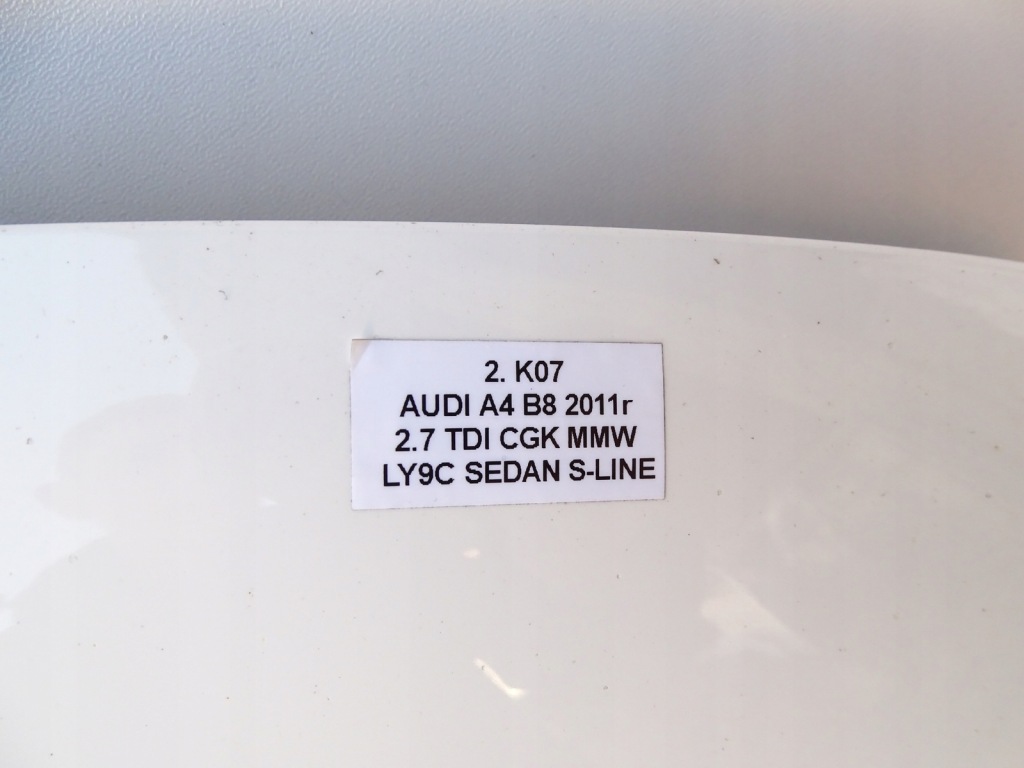 2. K07
AUDI A4 B8 2011r
2.7 TDI CGK MMW
LY9C SEDAN S-LINE